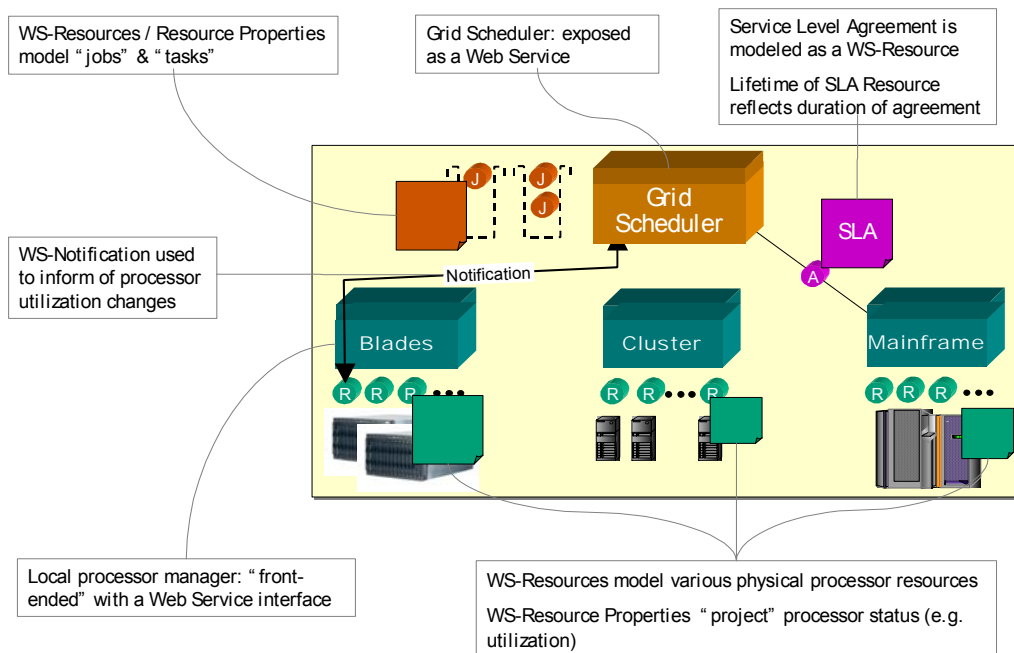 WS-Resources / Resource Properties
model “ jobs” & “ tasks”
Grid Scheduler: exposed
as a Web Service
Service Level Agreement is
modeled as a WS-Resource
Lifetime of SLA Resource
reflects duration of agreement
J
J
J
Grid
Scheduler
SLA
A
WS-Notification used
to inform of processor
utilization changes
Notification
Blades
Cluster
Mainframe
R R R
R R R
R R R
Local processor manager: “ front-
ended” with a Web Service interface
WS-Resources model various physical processor resources
WS-Resource Properties “ project” processor status (e.g.
utilization)